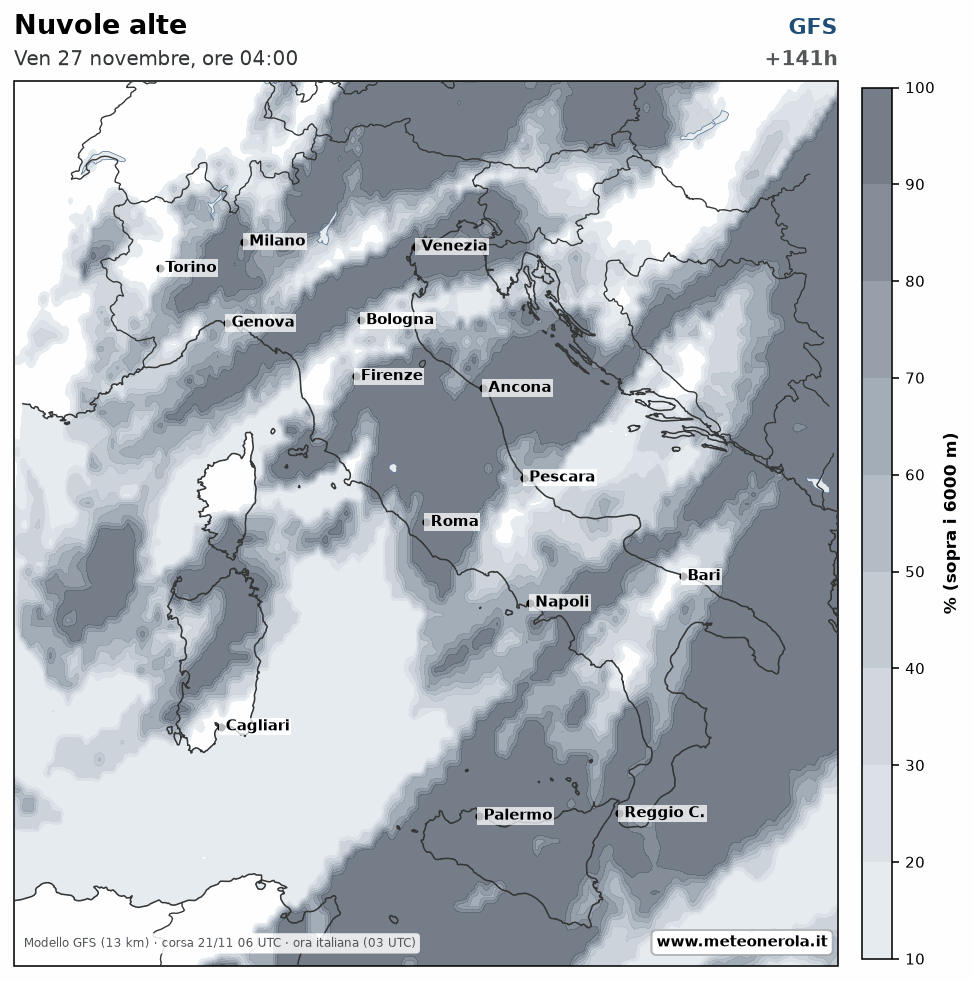 Nuvole alte
GFS
Ven 27 novembre, ore 04:00
+141h
100
90
80
70
60
50
40
30
20
10
% (sopra i 6000 m)
Milano
Venezia
Torino
Genova
Bologna
Firenze
Ancona
Pescara
Roma
Bari
Napoli
Cagliari
Palermo
Reggio C.
Modello GFS (13 km) · corsa 21/11 06 UTC · ora italiana (03 UTC)
www.meteonerola.it